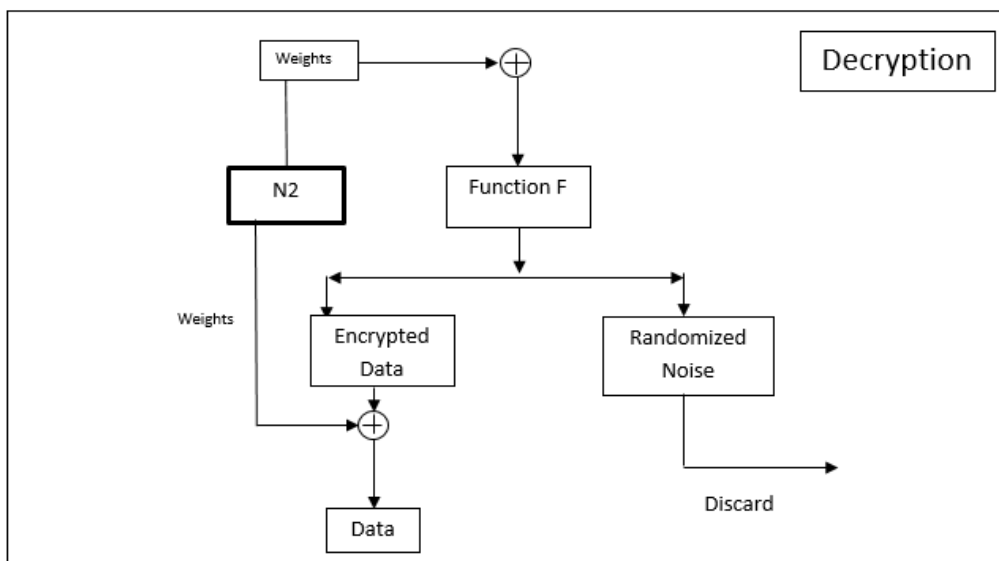 Weights
Decryption
N2
Function F
Weights
Encrypted
Data
Randomized
Noise
Discard
Data